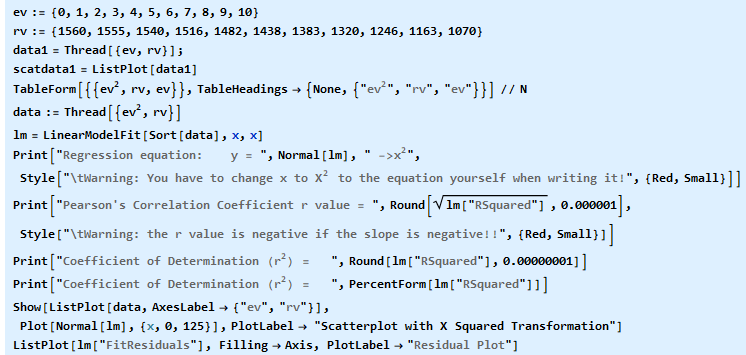 ev := {0, 1, 2, 3, 4, 5, 6, 7, 8, 9, 10}
rv := {1560, 1555, 1540, 1516, 1482, 1438, 1383, 1320, 1246, 1163, 1070}
data1 = Thread[{ev, rv}];
scatdata1 = ListPlot[data1]
TableForm[{{ev², rv, ev}}, TableHeadings → {None, {"ev²", "rv", "ev"}}] // N
data := Thread[{ev², rv}]
lm = LinearModelFit[Sort[data], x, x]
Print["Regression equation:    y = ", Normal[lm], " ->x²",
Style["\tWarning: You have to change x to X² to the equation yourself when writing it!", {Red, Small}]]
Print["Pearson's Correlation Coefficient r value = ", Round[√lm["RSquared"], 0.000001],
Style["\tWarning: the r value is negative if the slope is negative!!", {Red, Small}]]
Print["Coefficient of Determination (r²) =   ", Round[lm["RSquared"], 0.00000001]]
Print["Coefficient of Determination (r²) =   ", PercentForm[lm["RSquared"]]]
Show[ListPlot[data, AxesLabel → {"ev", "rv"}],
Plot[Normal[lm], {x, 0, 125}], PlotLabel → "Scatterplot with X Squared Transformation"]
ListPlot[lm["FitResiduals"], Filling → Axis, PlotLabel → "Residual Plot"]